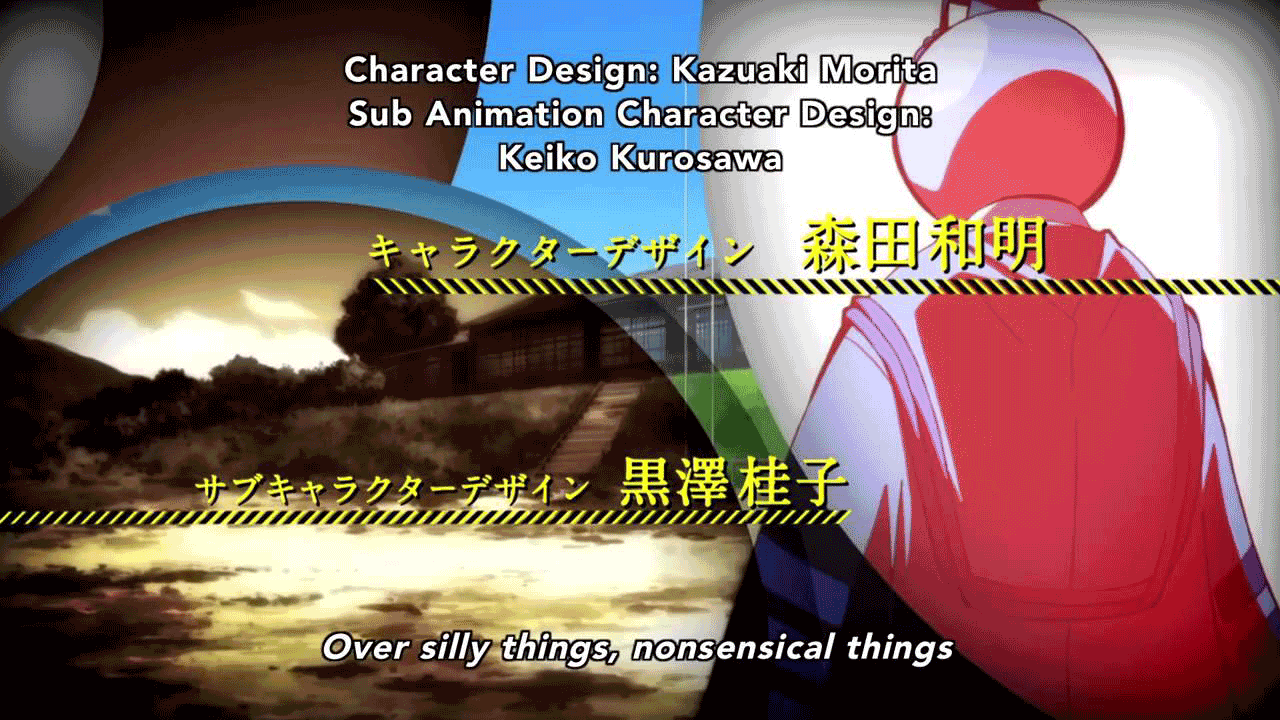 Character Design: Kazuaki Morita
Sub Animation Character Design:
Keiko Kurosawa
キャラクターデザイン 森田和明
サブキャラクターデザイン 黒澤桂子
Over silly things, nonsensical things